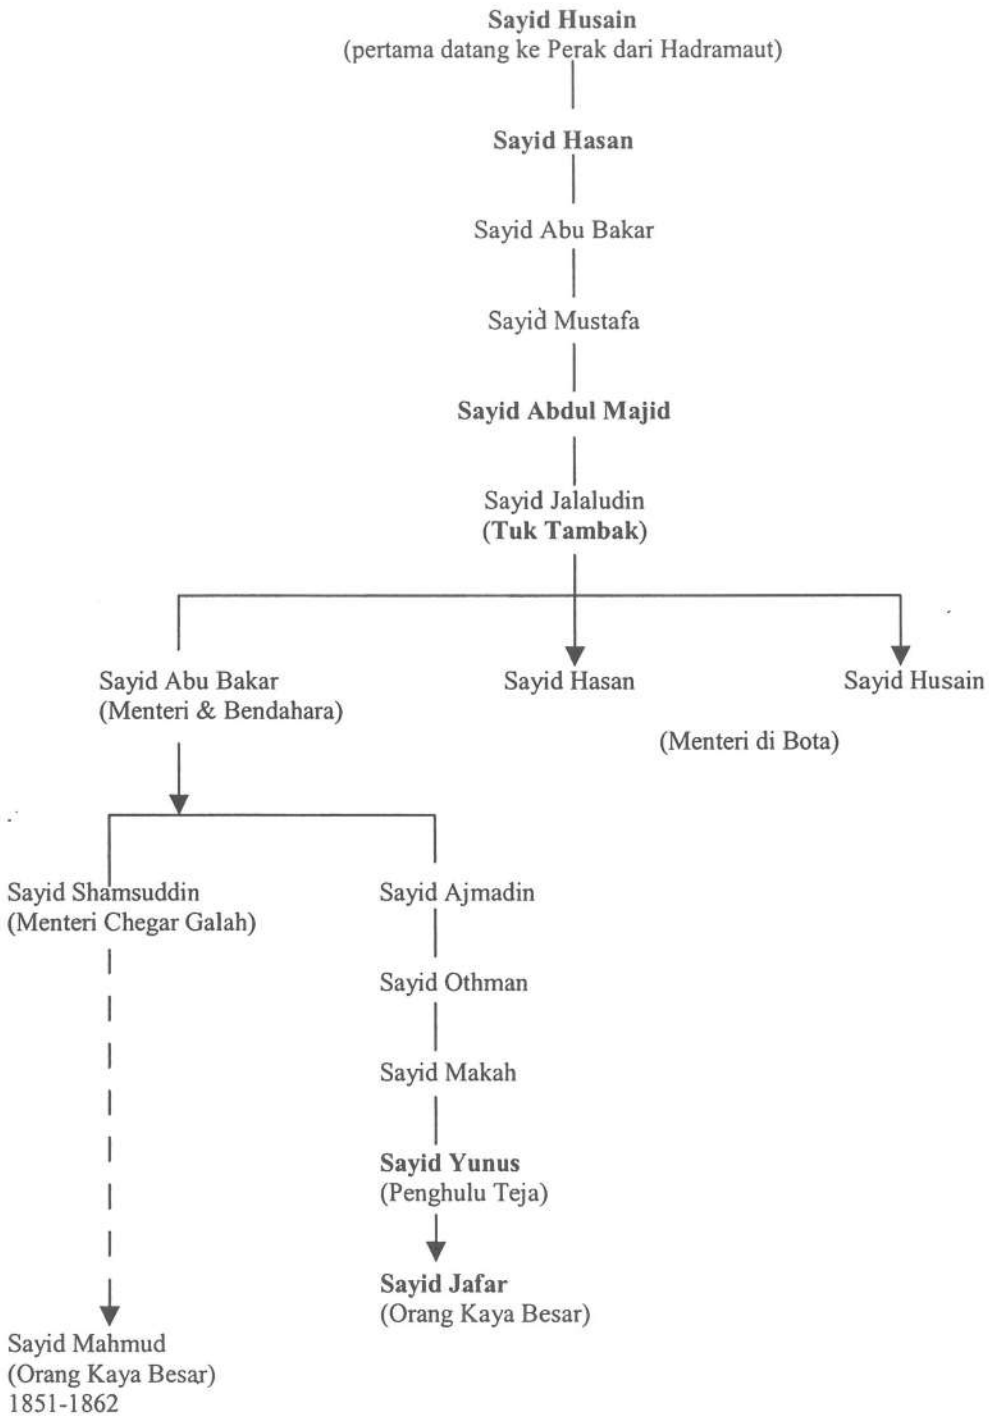 Sayid Husain
(pertama datang ke Perak dari Hadramaut)
Sayid Hasan
Sayid Abu Bakar
Sayid Mustafa
Sayid Abdul Majid
Sayid Jalaludin
(Tuk Tambak)
Sayid Abu Bakar
(Menteri & Bendahara)
Sayid Hasan
Sayid Husain
(Menteri di Bota)
Sayid Shamsuddin
(Menteri Chegar Galah)
Sayid Ajmadin
Sayid Othman
Sayid Makah
Sayid Yunus
(Penghulu Teja)
Sayid Jafar
(Orang Kaya Besar)
Sayid Mahmud
(Orang Kaya Besar)
1851-1862